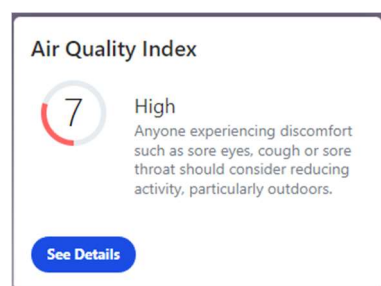 Air Quality Index
7
High
Anyone experiencing discomfort
such as sore eyes, cough or sore
throat should consider reducing
activity, particularly outdoors.
See Details